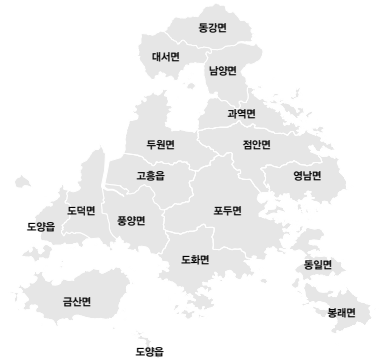 동강면
대서면
남양면
과역면
두원면
점안면
고흥읍
영남면
도덕면
포두면
풍양면
도양읍
도화면
동일면
금산면
봉래면
도양읍